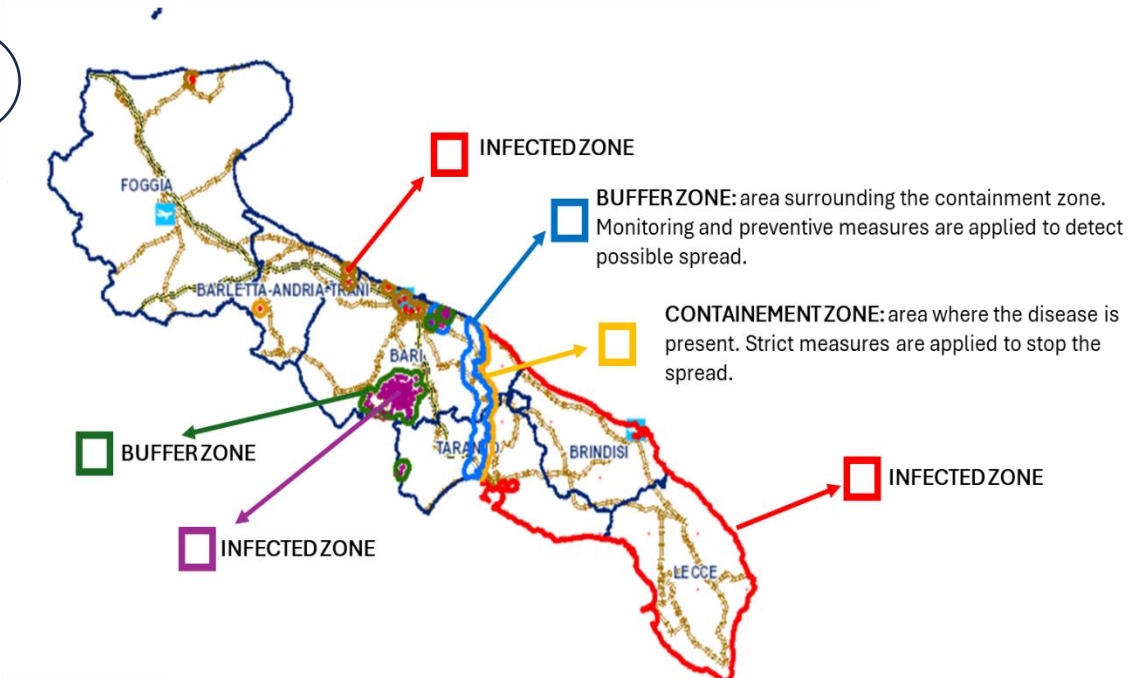 INFECTED ZONE
BUFFER ZONE: area surrounding the containment zone.
Monitoring and preventive measures are applied to detect
possible spread.
FOGGIA
BARLETTA-ANDRIA-TRANI
CONTAINEMENT ZONE: area where the disease is
present. Strict measures are applied to stop the
spread.
BARI
BUFFER ZONE
TARANTO
BRINDISI
INFECTED ZONE
INFECTED ZONE
LECCE